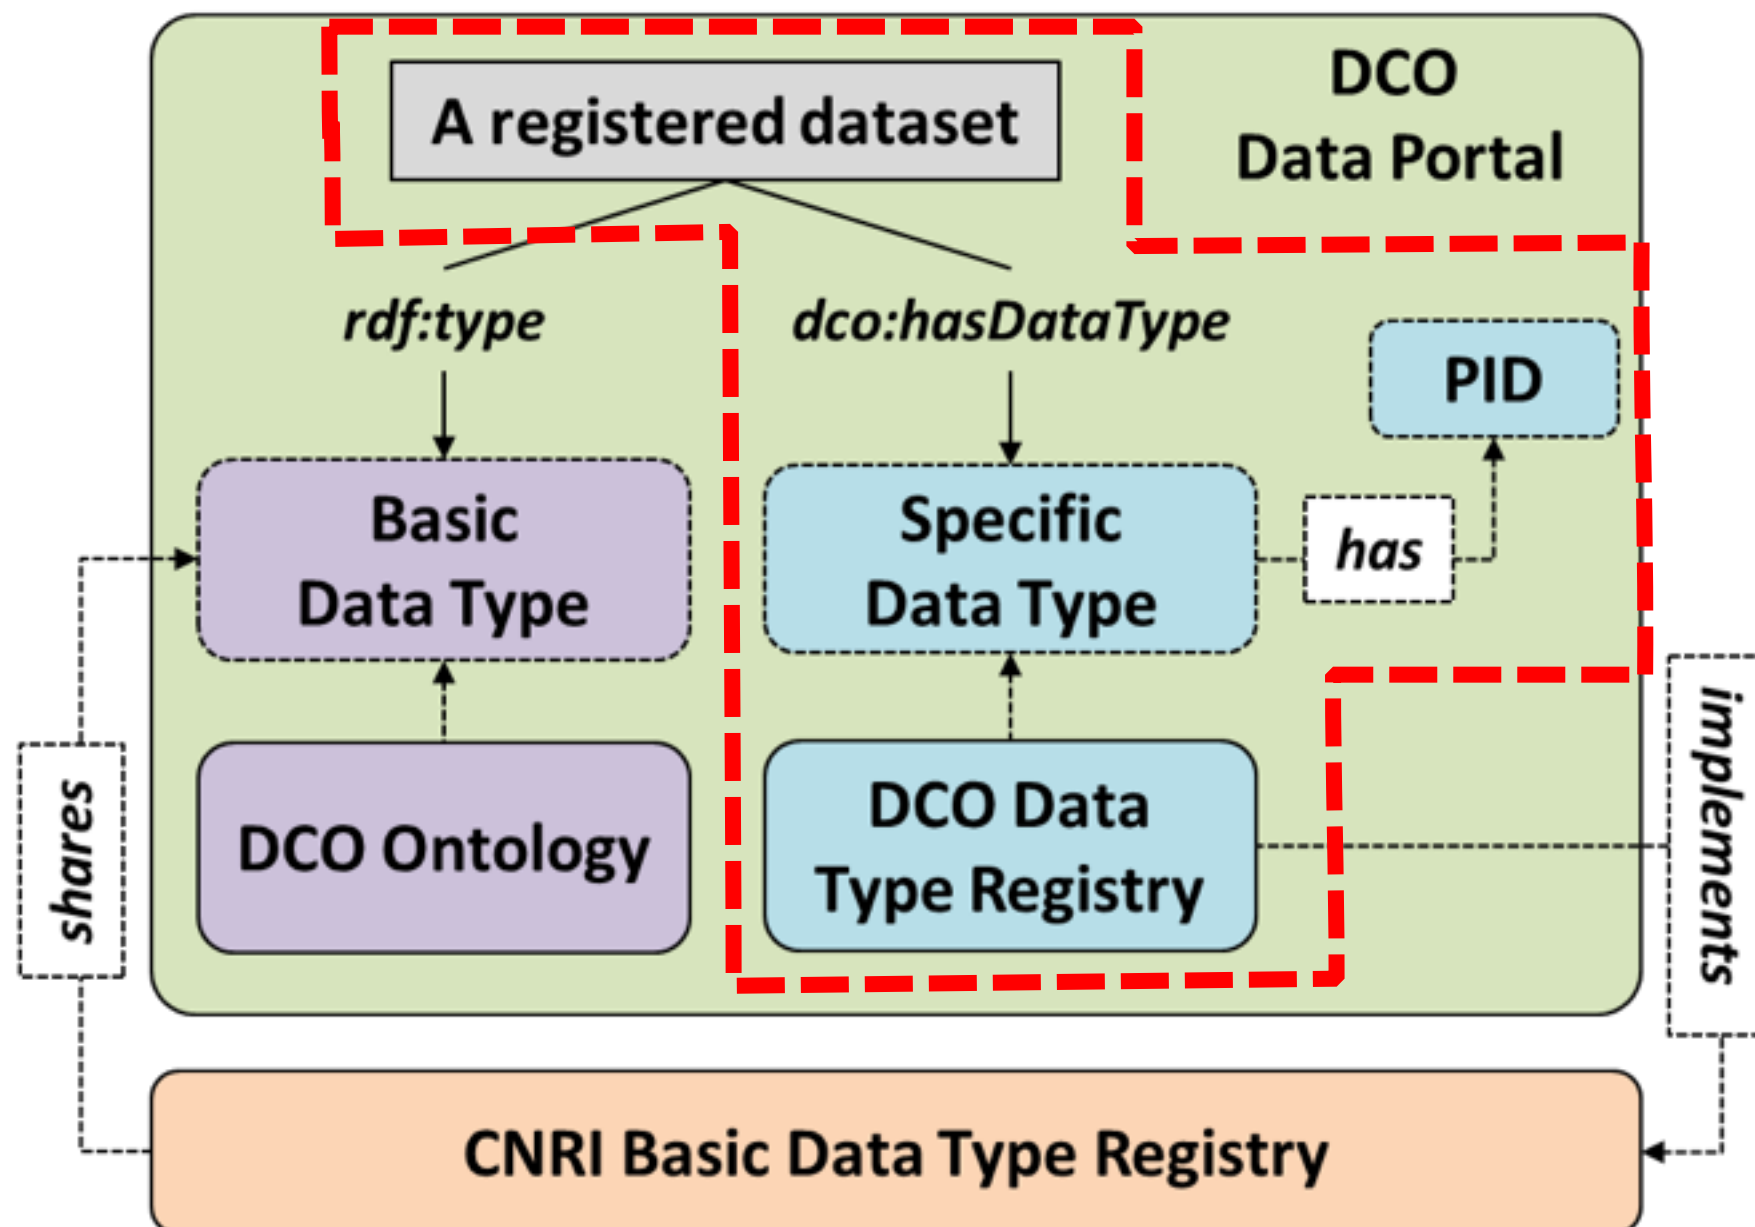 DCO
Data Portal
A registered dataset
rdf:type
dco:hasDataType
PID
Basic
Data Type
Specific
Data Type
has
shares
implements
DCO Ontology
DCO Data
Type Registry
CNRI Basic Data Type Registry